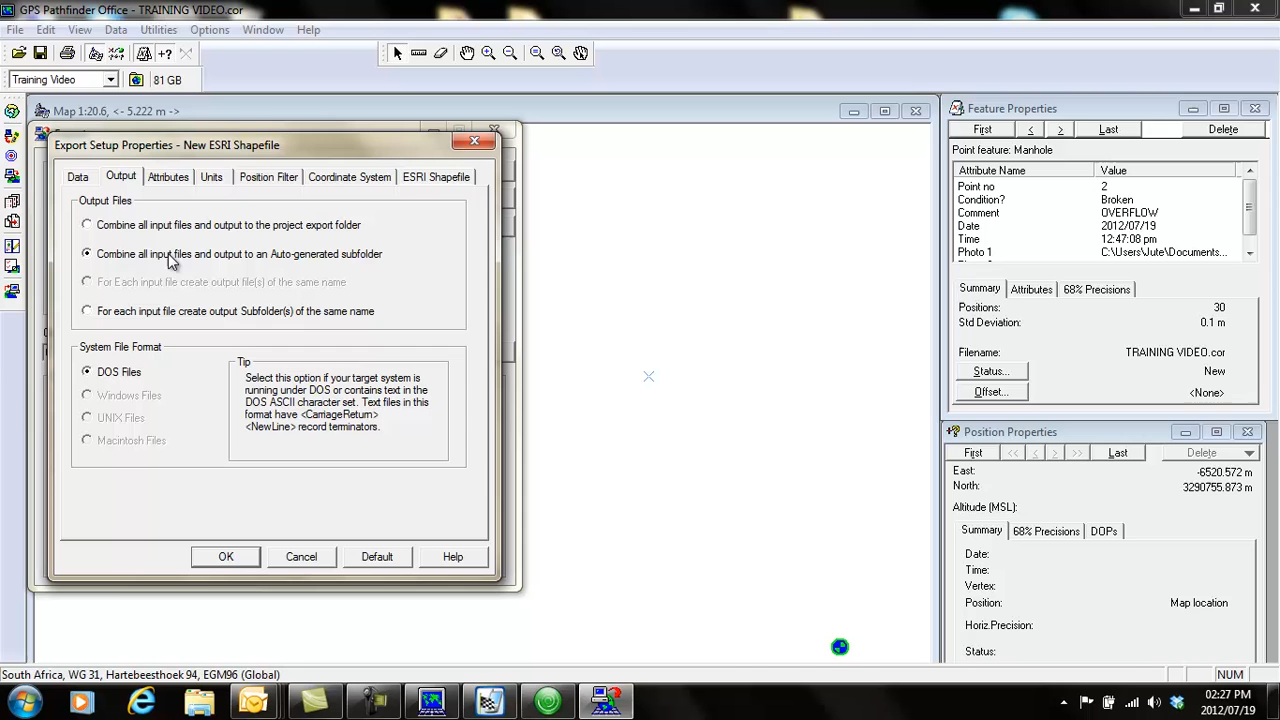 GPS Pathfinder Office - TRAINING VIDEO.cor
File Edit View Data Utilities Options Window Help
Training Video 81 GB
Map 1:20.6, <- 5.222 m ->
Export Setup Properties - New ESRI Shapefile
Data Output Attributes Units Position Filter Coordinate System ESRI Shapefile
Output Files
Combine all input files and output to the project export folder
Combine all input files and output to an Auto-generated subfolder
For Each input file create output file(s) of the same name
For each input file create output Subfolder(s) of the same name
System File Format
DOS Files
Windows Files
UNIX Files
Macintosh Files
Tip
Select this option if your target system is
running under DOS or contains text in the
DOS ASCII character set. Text files in this
format have <CarriageReturn>
<NewLine> record terminators.
OK Cancel Default Help
Feature Properties
First < > Last Delete
Point feature: Manhole
Attribute Name Value
Point no 2
Condition? Broken
Comment OVERFLOW
Date 2012/07/19
Time 12:47:08 pm
Photo 1 C:\Users\Jute\Documents...
Summary Attributes 68% Precisions
Positions: 30
Std Deviation: 0.1 m
Filename: TRAINING VIDEO.cor
Status... New
Offset... <None>
Position Properties
First << < > >> Last Delete
East: -6520.572 m
North: 3290755.873 m
Altitude (MSL):
Summary 68% Precisions DOPs
Date:
Time:
Vertex:
Position: Map location
Horiz.Precision:
Status:
South Africa, WG 31, Hartebeesthoek 94, EGM96 (Global) NUM
02:27 PM
2012/07/19